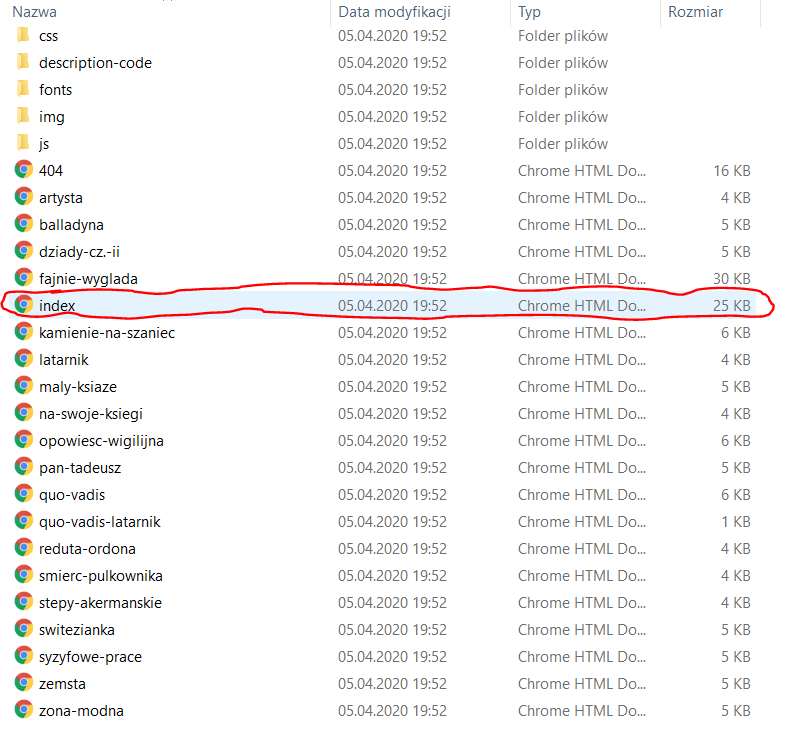 Nazwa Data modyfikacji Typ Rozmiar
css 05.04.2020 19:52 Folder plików
description-code 05.04.2020 19:52 Folder plików
fonts 05.04.2020 19:52 Folder plików
img 05.04.2020 19:52 Folder plików
js 05.04.2020 19:52 Folder plików
404 05.04.2020 19:52 Chrome HTML Do... 16 KB
artysta 05.04.2020 19:52 Chrome HTML Do... 4 KB
balladyna 05.04.2020 19:52 Chrome HTML Do... 5 KB
dziady-cz.-ii 05.04.2020 19:52 Chrome HTML Do... 5 KB
fajnie-wyglada 05.04.2020 19:52 Chrome HTML Do... 30 KB
index 05.04.2020 19:52 Chrome HTML Do... 25 KB
kamienie-na-szaniec 05.04.2020 19:52 Chrome HTML Do... 6 KB
latarnik 05.04.2020 19:52 Chrome HTML Do... 4 KB
maly-ksiaze 05.04.2020 19:52 Chrome HTML Do... 5 KB
na-swoje-ksiegi 05.04.2020 19:52 Chrome HTML Do... 4 KB
opowiesc-wigilijna 05.04.2020 19:52 Chrome HTML Do... 6 KB
pan-tadeusz 05.04.2020 19:52 Chrome HTML Do... 5 KB
quo-vadis 05.04.2020 19:52 Chrome HTML Do... 6 KB
quo-vadis-latarnik 05.04.2020 19:52 Chrome HTML Do... 1 KB
reduta-ordona 05.04.2020 19:52 Chrome HTML Do... 5 KB
smierc-pulkownika 05.04.2020 19:52 Chrome HTML Do... 4 KB
stepy-akermanskie 05.04.2020 19:52 Chrome HTML Do... 4 KB
switezianka 05.04.2020 19:52 Chrome HTML Do... 5 KB
syzyfowe-prace 05.04.2020 19:52 Chrome HTML Do... 5 KB
zemsta 05.04.2020 19:52 Chrome HTML Do... 5 KB
zona-modna 05.04.2020 19:52 Chrome HTML Do... 5 KB